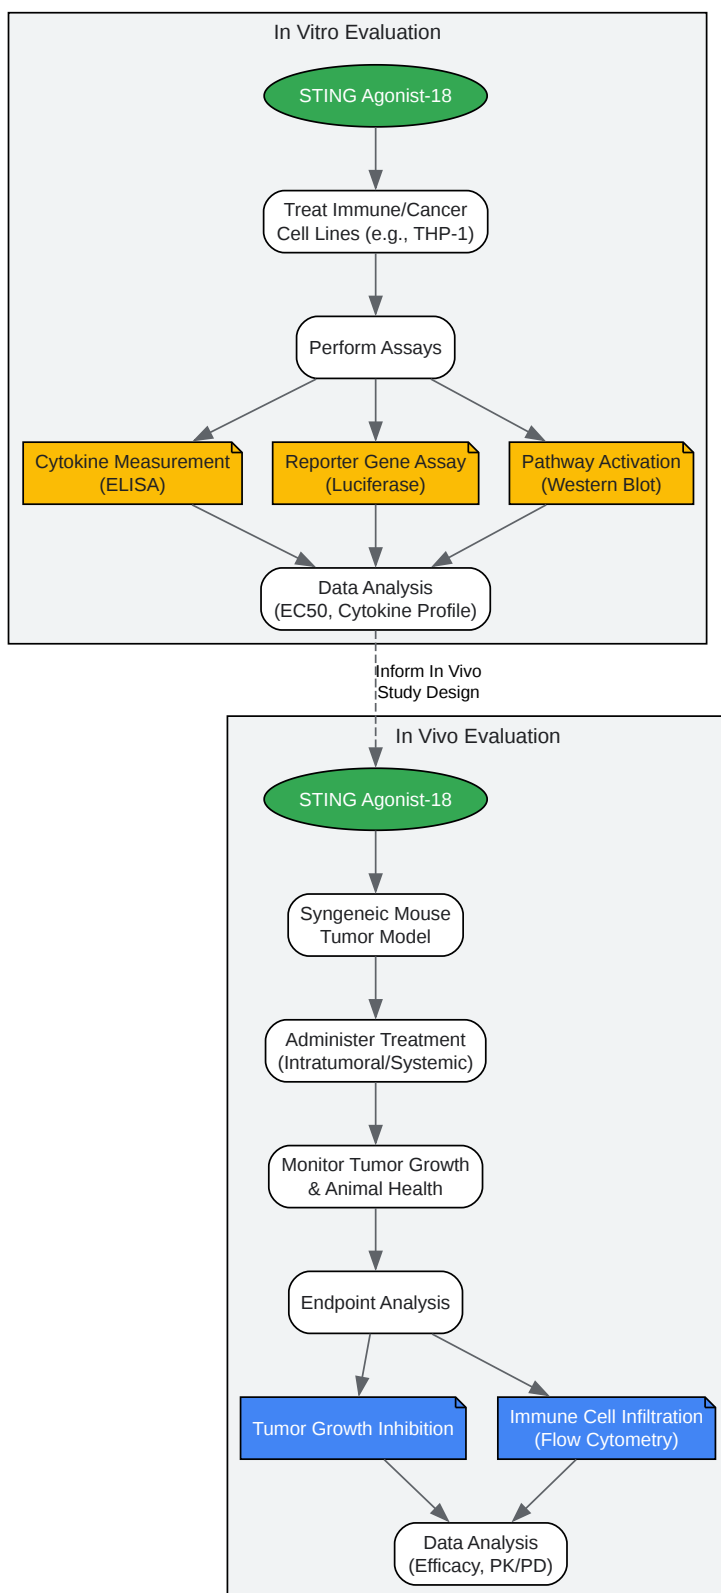 In Vitro Evaluation
STING Agonist-18
Treat Immune/Cancer
Cell Lines (e.g., THP-1)
Perform Assays
Cytokine Measurement
(ELISA)
Reporter Gene Assay
(Luciferase)
Pathway Activation
(Western Blot)
Data Analysis
(EC50, Cytokine Profile)
Inform In Vivo
Study Design
In Vivo Evaluation
STING Agonist-18
Syngeneic Mouse
Tumor Model
Administer Treatment
(Intratumoral/Systemic)
Monitor Tumor Growth
& Animal Health
Endpoint Analysis
Tumor Growth Inhibition
Immune Cell Infiltration
(Flow Cytometry)
Data Analysis
(Efficacy, PK/PD)